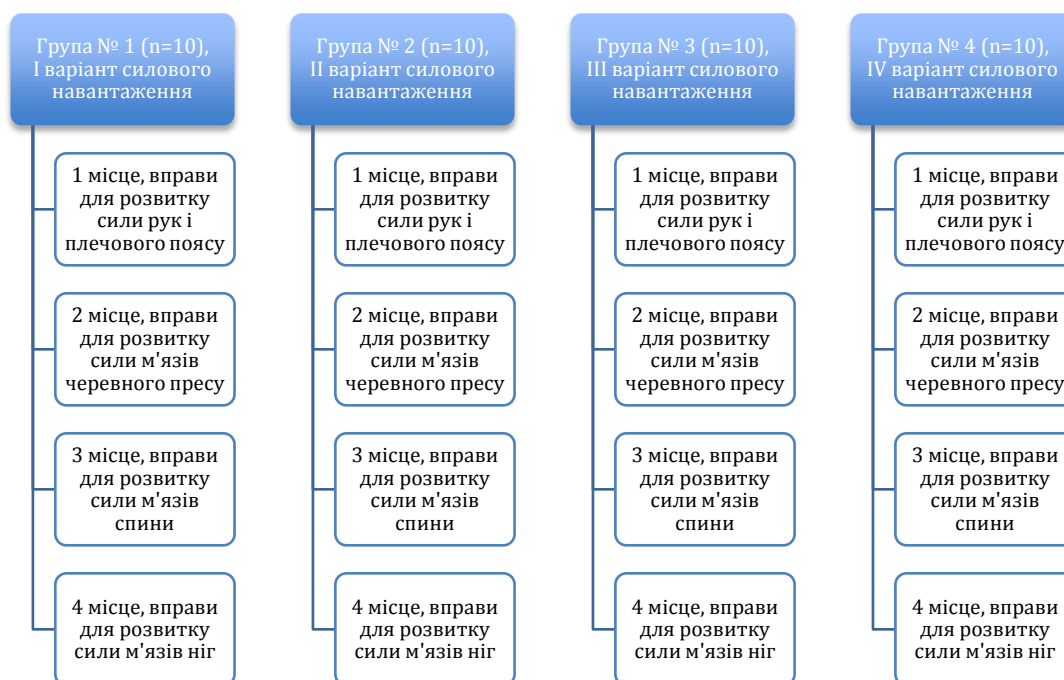 Група № 1 (n=10),
І варіант силового
навантаження
1 місце, вправи
для розвитку
сили рук і
плечового поясу
2 місце, вправи
для розвитку
сили м'язів
черевного пресу
3 місце, вправи
для розвитку
сили м'язів
спини
4 місце, вправи
для розвитку
сили м'язів ніг
Група № 2 (n=10),
ІІ варіант силового
навантаження
1 місце, вправи
для розвитку
сили рук і
плечового поясу
2 місце, вправи
для розвитку
сили м'язів
черевного пресу
3 місце, вправи
для розвитку
сили м'язів
спини
4 місце, вправи
для розвитку
сили м'язів ніг
Група № 3 (n=10),
ІІІ варіант силового
навантаження
1 місце, вправи
для розвитку
сили рук і
плечового поясу
2 місце, вправи
для розвитку
сили м'язів
черевного пресу
3 місце, вправи
для розвитку
сили м'язів
спини
4 місце, вправи
для розвитку
сили м'язів ніг
Група № 4 (n=10),
IV варіант силового
навантаження
1 місце, вправи
для розвитку
сили рук і
плечового поясу
2 місце, вправи
для розвитку
сили м'язів
черевного пресу
3 місце, вправи
для розвитку
сили м'язів
спини
4 місце, вправи
для розвитку
сили м'язів ніг